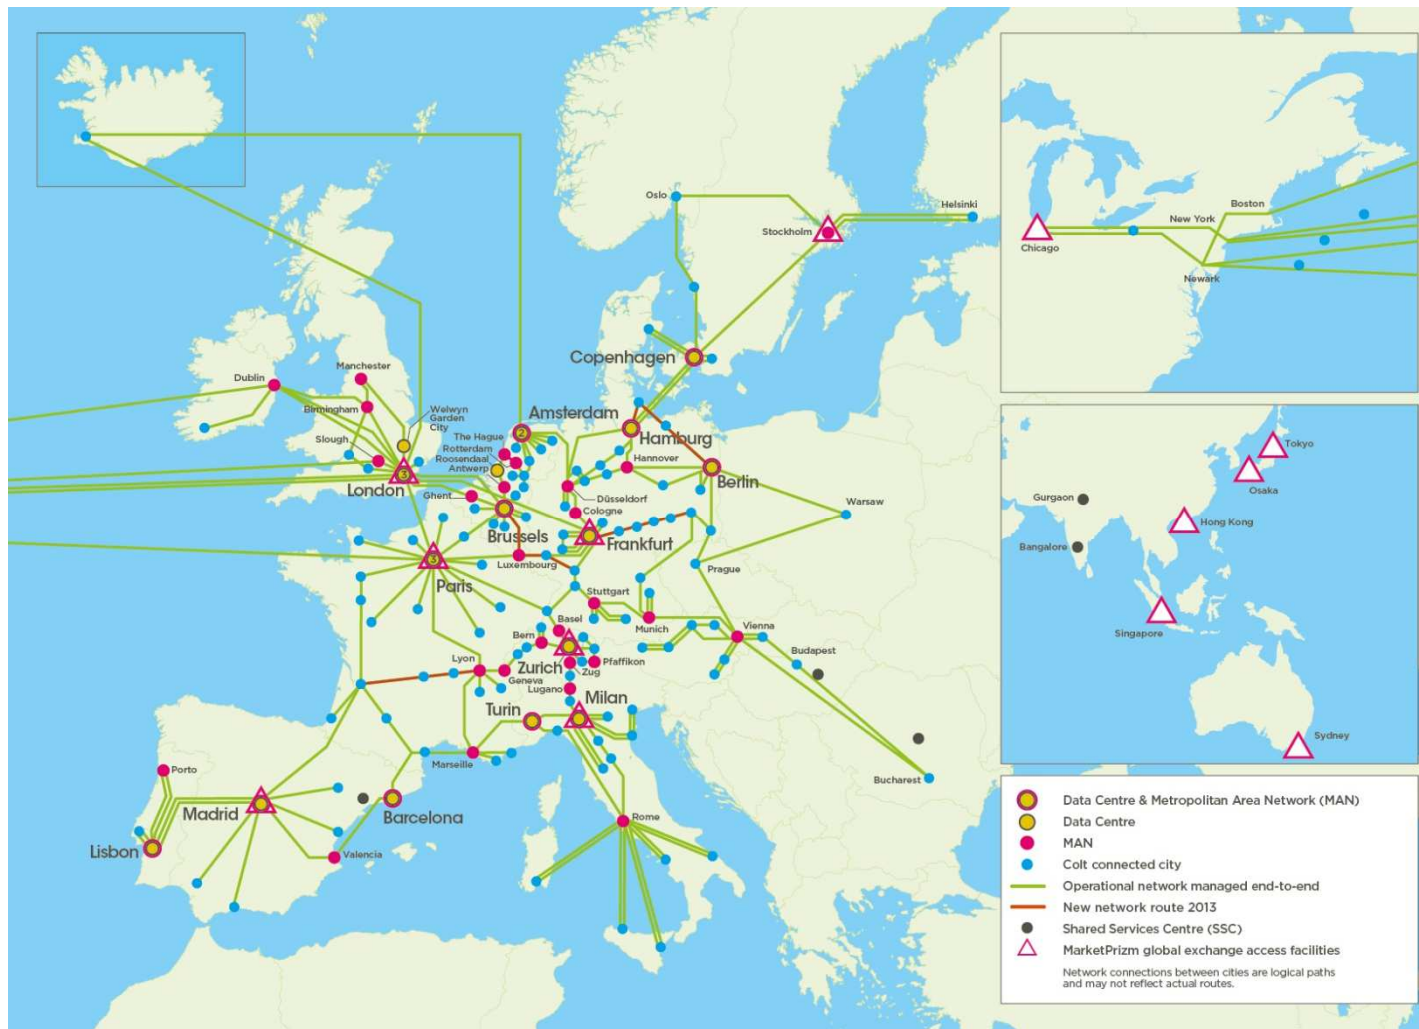 Oslo
Helsinki
Stockholm
Boston
New York
Chicago
Newark
Copenhagen
Manchester
Dublin
Birmingham
Welwyn
Garden
City
Slough
London
3
Amsterdam
2
The Hague
Rotterdam
Roosendaal
Antwerp
Ghent
Hamburg
Hannover
Berlin
Düsseldorf
Cologne
Warsaw
Brussels
Frankfurt
Luxembourg
Prague
3
Paris
Stuttgart
Basel
Munich
Vienna
Bern
Budapest
Zurich
Zug
Pfaffikon
Lyon
Geneva
Lugano
Milan
Turin
Marseille
Bucharest
Porto
Madrid
Barcelona
Rome
Lisbon
Valencia
Tokyo
Osaka
Gurgaon
Hong Kong
Bangalore
Singapore
Sydney
Data Centre & Metropolitan Area Network (MAN)
Data Centre
MAN
Colt connected city
Operational network managed end-to-end
New network route 2013
Shared Services Centre (SSC)
MarketPrizm global exchange access facilities
Network connections between cities are logical paths
and may not reflect actual routes.